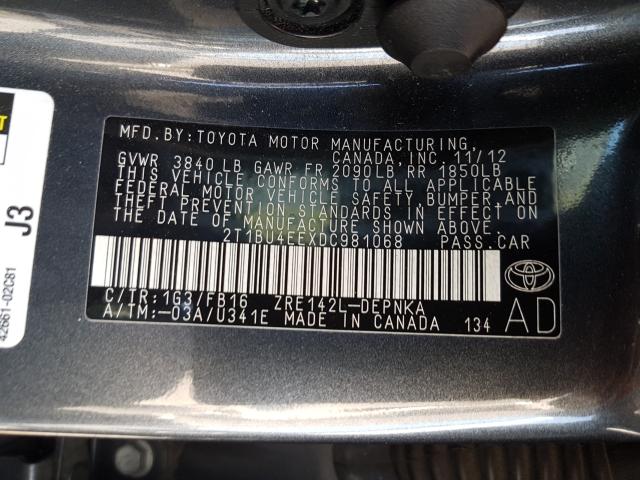 MFD. BY: TOYOTA MOTOR MANUFACTURING,
CANADA, INC. 11/12
GVWR 3840 LB GAWR FR 2090LB RR 1850LB
THIS VEHICLE CONFORMS TO ALL APPLICABLE
FEDERAL MOTOR VEHICLE SAFETY, BUMPER, AND
THEFT PREVENTION STANDARDS IN EFFECT ON
THE DATE OF MANUFACTURE SHOWN ABOVE.
2T1BU4EEXDC981068 PASS. CAR
C/TR: 1G3/FB16 ZRE142L-DEPNKA
A/TM: -03A/U341E MADE IN CANADA 134
AD
J3
42661-02C81